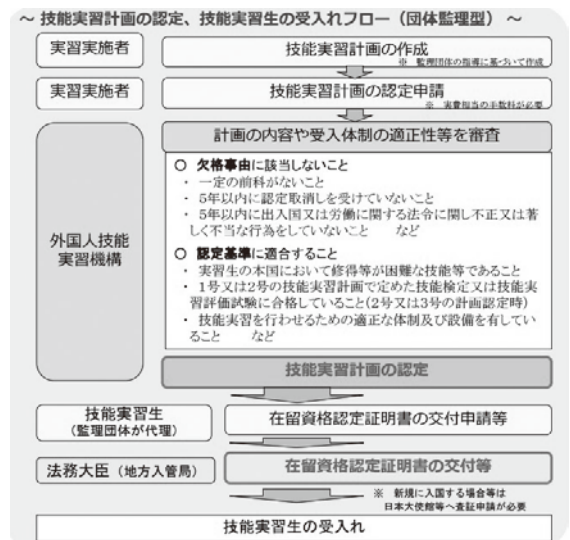 ~ 技能実習計画の認定、技能実習生の受入れフロー（団体監理型） ~
実習実施者
技能実習計画の作成
※ 監理団体の指導に基づいて作成
実習実施者
技能実習計画の認定申請
※ 実費相当の手数料が必要
外国人技能
実習機構
計画の内容や受入体制の適正性等を審査
○ 欠格事由に該当しないこと
・ 一定の前科がないこと
・ 5年以内に認定取消しを受けていないこと
・ 5年以内に出入国又は労働に関する法令に関し不正又は著
しく不当な行為をしていないこと　　など
○ 認定基準に適合すること
・ 実習生の本国において修得等が困難な技能等であること
・ 1号又は2号の技能実習計画で定めた技能検定又は技能実
習評価試験に合格していること(2号又は3号の計画認定時)
・ 技能実習を行わせるための適正な体制及び設備を有してい
ること　　など
技能実習計画の認定
技能実習生
(監理団体が代理)
在留資格認定証明書の交付申請等
法務大臣（地方入管局）
在留資格認定証明書の交付等
※ 新規に入国する場合等は
日本大使館等へ査証申請が必要
技能実習生の受入れ